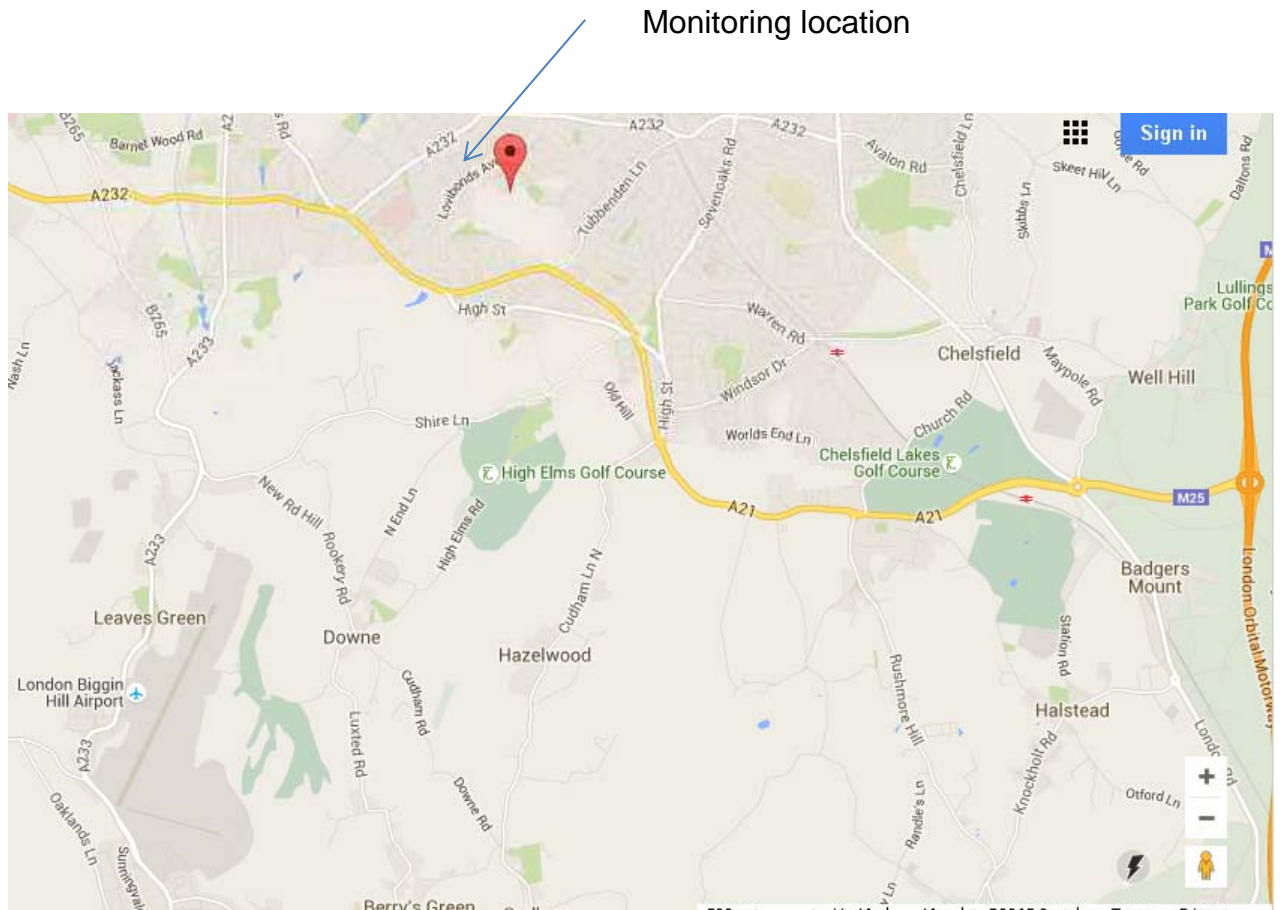 Monitoring location
B265
Barnet Wood Rd
A232
A232
A232
Sign in
Avalon Rd
Chelsfield Ln
Skeet Hill Ln
Daltons Rd
Lovibonds Ave
A232
Tubbenden Ln
Sevenoaks Rd
Skibbs Ln
B265
High St
Warren Rd
Park Golf
A233
Chelsfield
Maypole Rd
Well Hill
Jackass Ln
Windsor Dr
Old Hill
High St
Shire Ln
Church Rd
Worlds End Ln
Chelsfield Lakes
Golf Course
High Elms Golf Course
New Rd Hill
N End Ln
High Elms Rd
A21
A21
M25
Rookery Rd
A233
Cudham Ln N
Badgers
Mount
London Orbital Motorway
Leaves Green
Downe
Hazelwood
Station Rd
London Biggin
Hill Airport
Cudham Rd
Rushmore Hill
Halstead
Luxted Rd
A233
Knockholt Rd
+
Oaklands Ln
Downe Rd
Randle's Ln
Otford Ln
−
Berry's Green